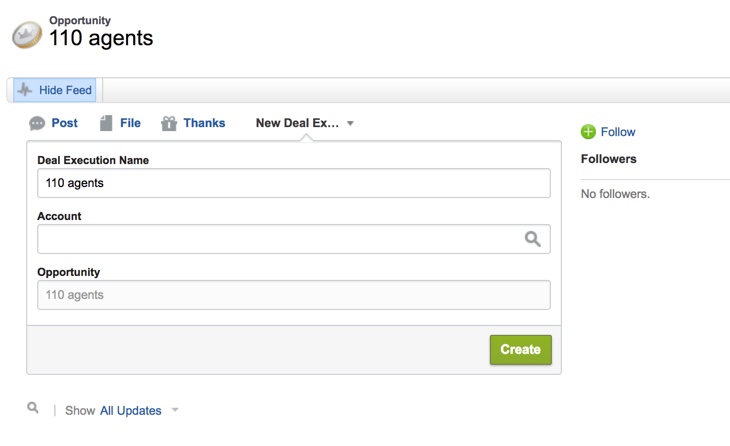 Opportunity
110 agents
Hide Feed
Post File Thanks New Deal Ex...
Follow
Followers
No followers.
Deal Execution Name
110 agents
Account
Opportunity
110 agents
Create
Show All Updates